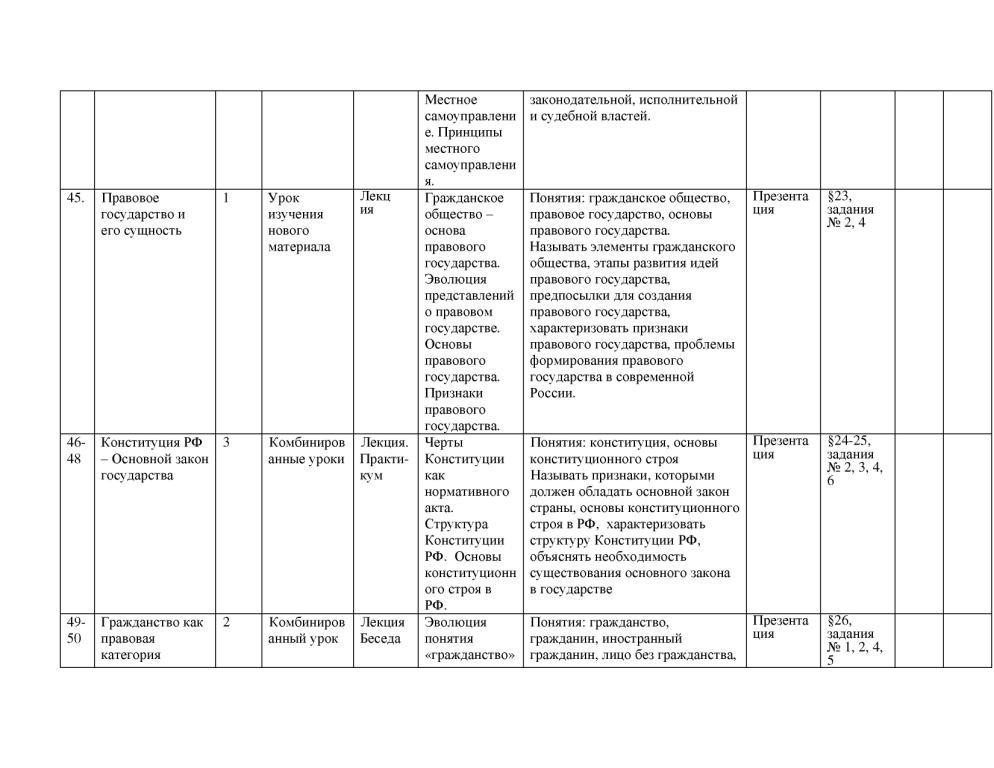 Местное
самоуправлени
е. Принципы
местного
самоуправлени
я.
законодательной, исполнительной
и судебной властей.
45.
Правовое
государство и
его сущность
1
Урок
изучения
нового
материала
Лекц
ия
Гражданское
общество –
основа
правового
государства.
Эволюция
представлений
о правовом
государстве.
Основы
правового
государства.
Признаки
правового
государства.
Понятия: гражданское общество,
правовое государство, основы
правового государства.
Называть элементы гражданского
общества, этапы развития идей
правового государства,
предпосылки для создания
правового государства,
характеризовать признаки
правового государства, проблемы
формирования правового
государства в современной
России.
Презента
ция
§23,
задания
№ 2, 4
46-
48
Конституция РФ
– Основной закон
государства
3
Комбиниров
анные уроки
Лекция.
Практи-
кум
Черты
Конституции
как
нормативного
акта.
Структура
Конституции
РФ. Основы
конституционн
ого строя в
РФ.
Понятия: конституция, основы
конституционного строя
Называть признаки, которыми
должен обладать основной закон
страны, основы конституционного
строя в РФ, характеризовать
структуру Конституции РФ,
объяснять необходимость
существования основного закона
в государстве
Презента
ция
§24-25,
задания
№ 2, 3, 4,
6
49-
50
Гражданство как
правовая
категория
2
Комбиниров
анный урок
Лекция
Беседа
Эволюция
понятия
«гражданство»
Понятия: гражданство,
гражданин, иностранный
гражданин, лицо без гражданства,
Презента
ция
§26,
задания
№ 1, 2, 4,
5